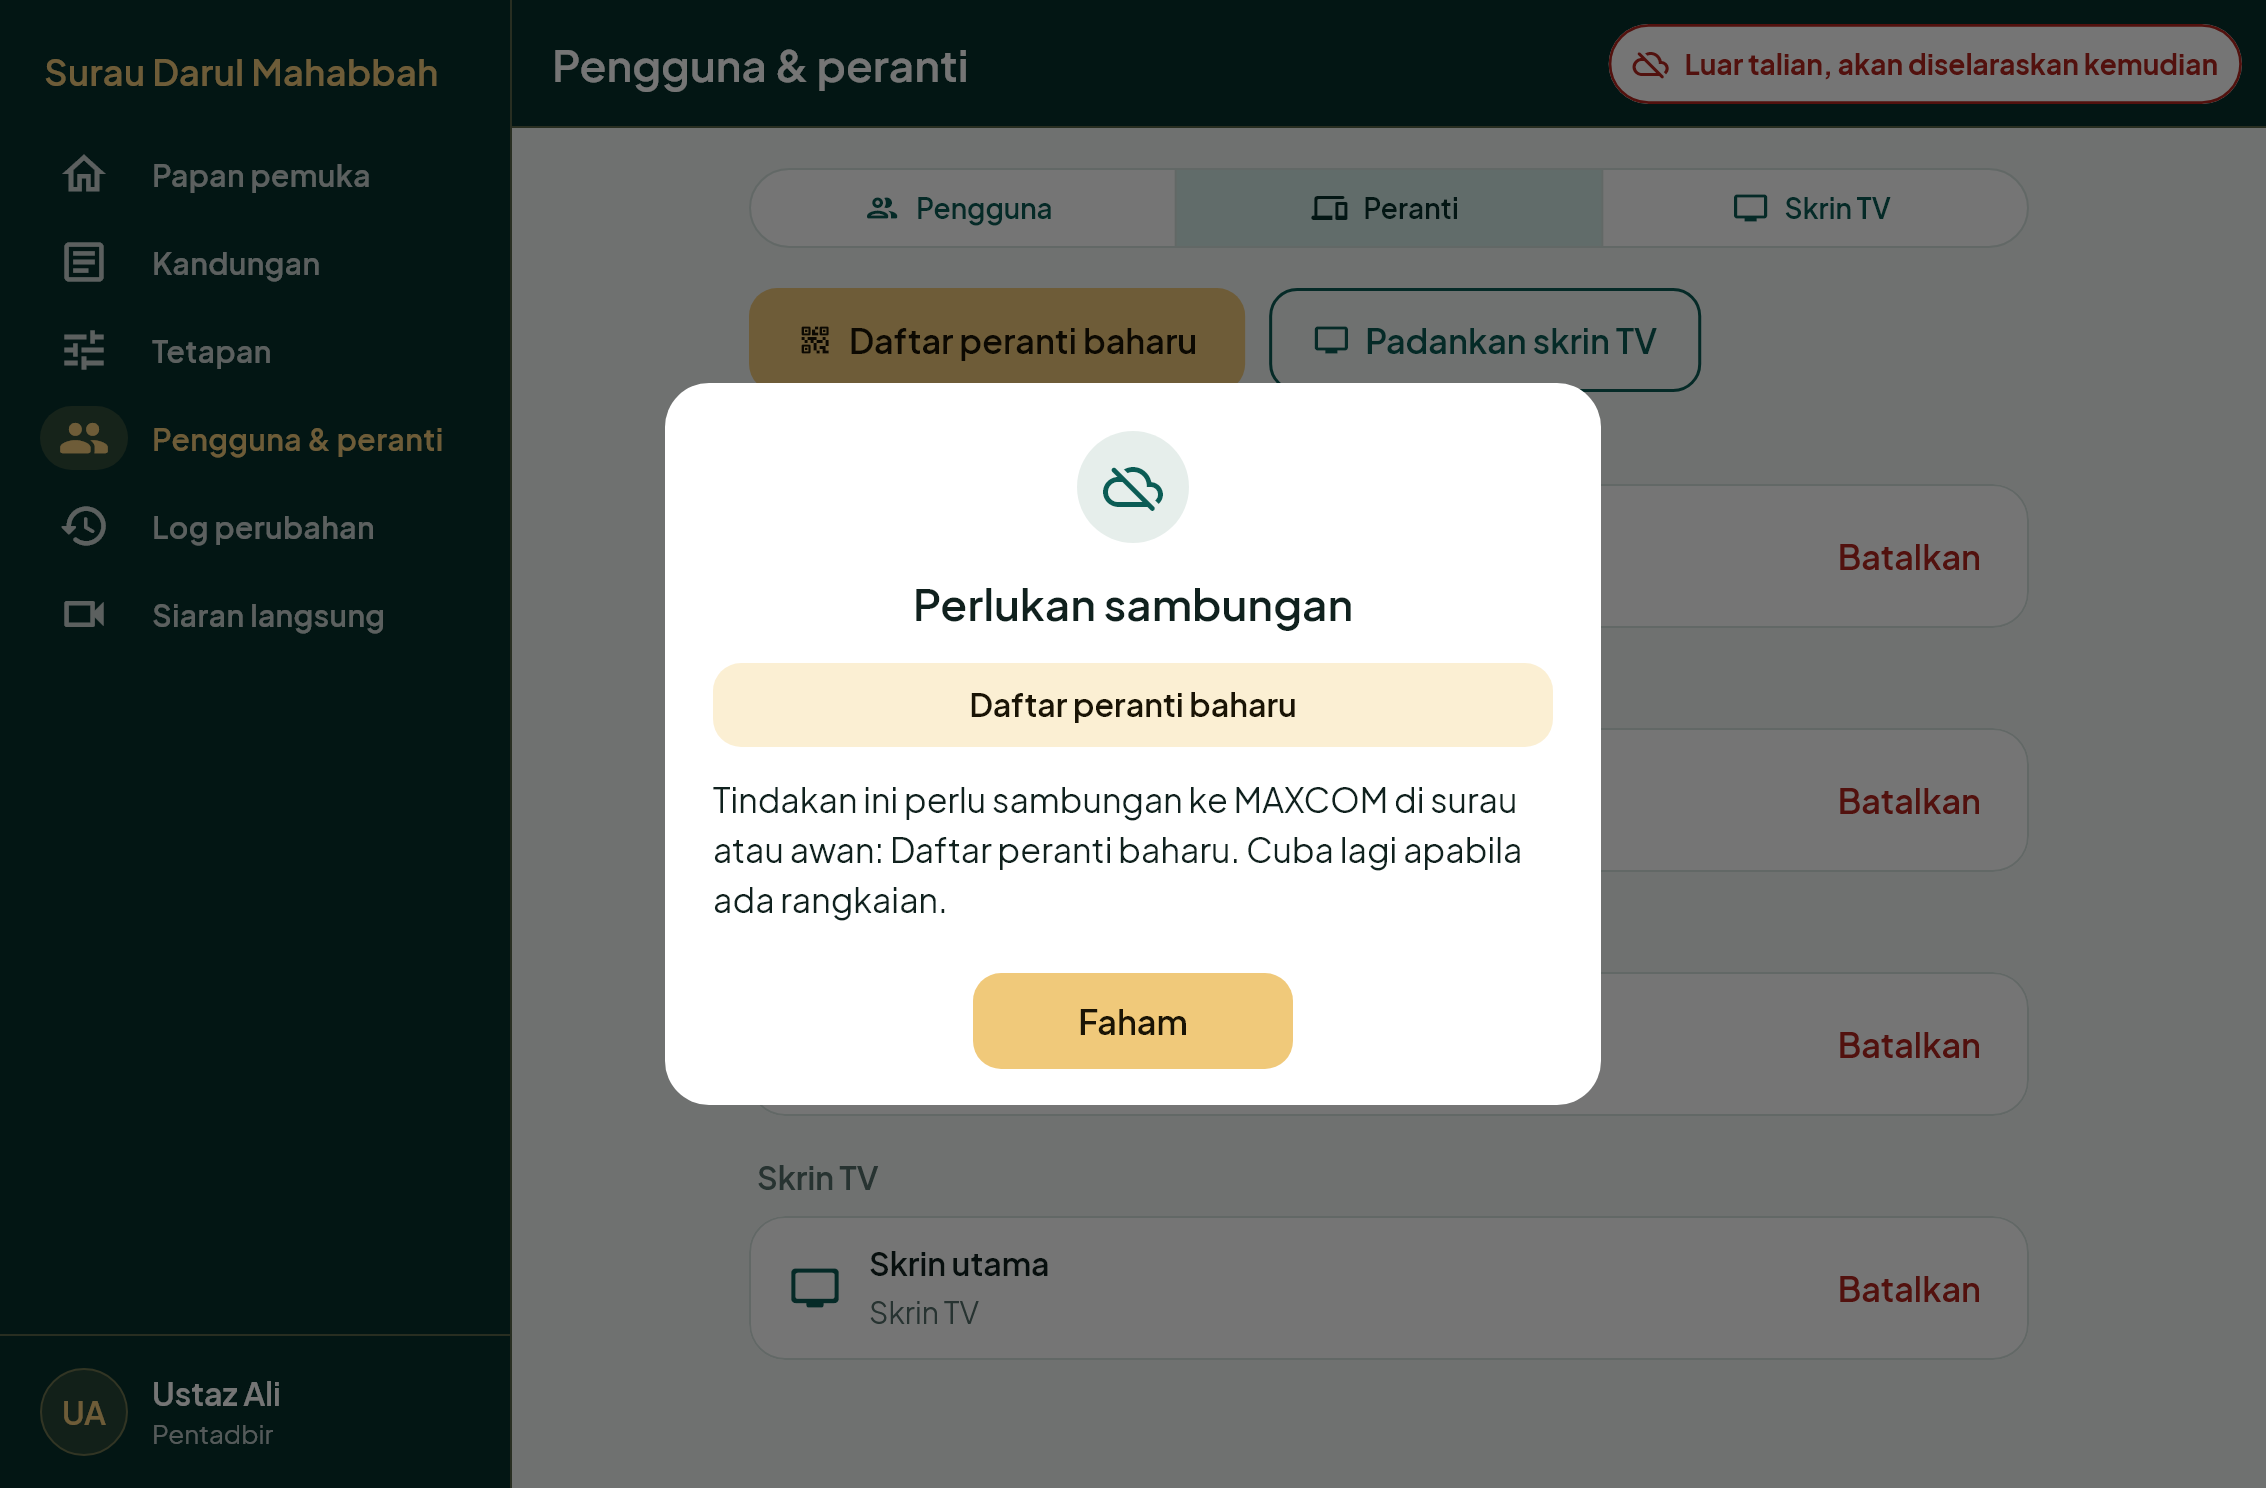 Surau Darul Mahabbah
Papan pemuka
Kandungan
Tetapan
Pengguna & peranti
Log perubahan
Siaran langsung
Ustaz Ali
UA
Pentadbir
Pengguna & peranti
Luar talian, akan diselaraskan kemudian
Pengguna
Peranti
Skrin TV
Daftar peranti baharu
Padankan skrin TV
Perlukan sambungan
Daftar peranti baharu
Tindakan ini perlu sambungan ke MAXCOM di surau
atau awan: Daftar peranti baharu. Cuba lagi apabila
ada rangkaian.
Faham
Batalkan
Batalkan
Batalkan
Skrin TV
Skrin utama
Skrin TV
Batalkan